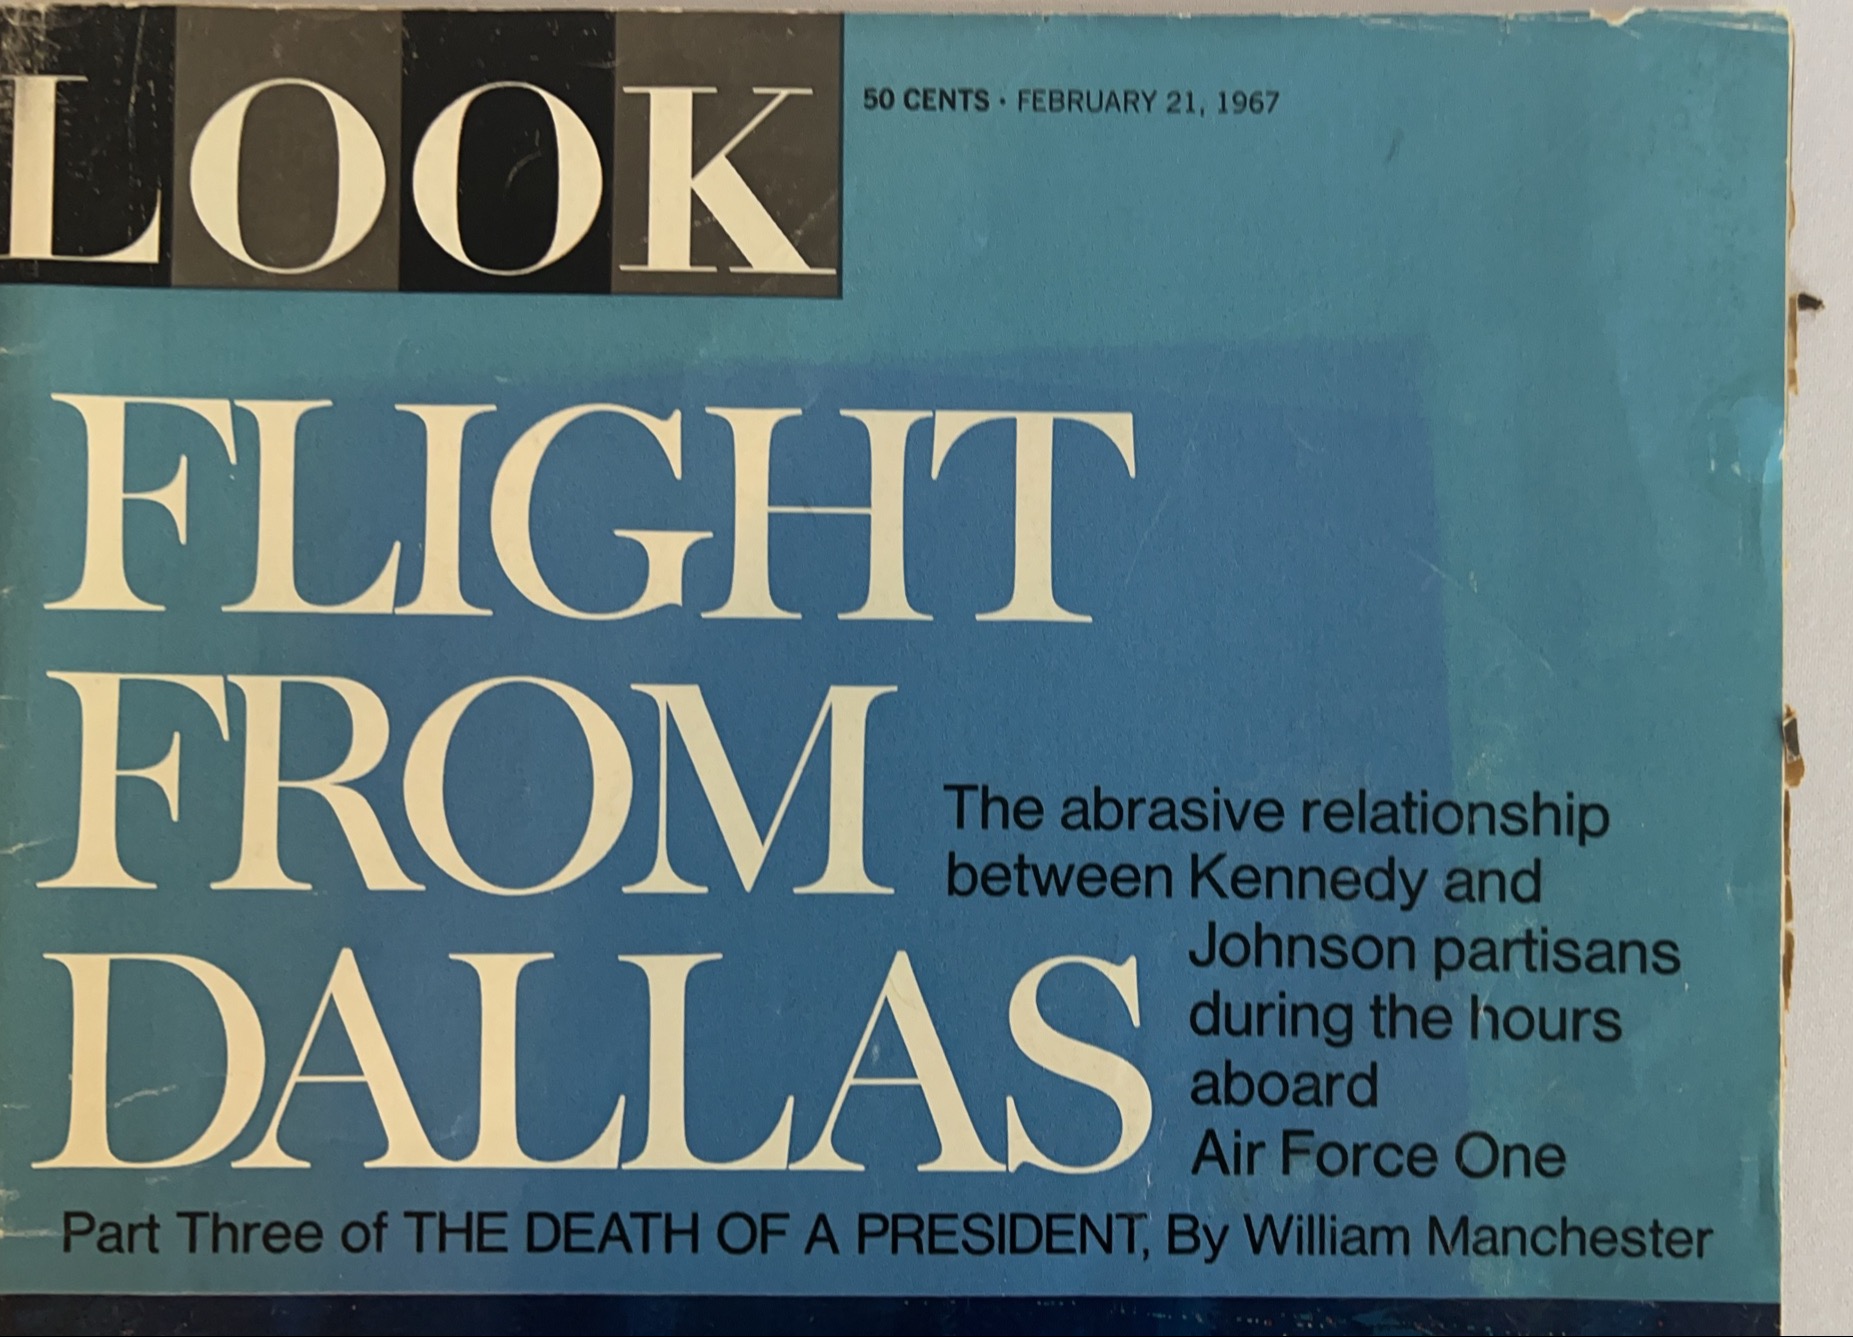 LOOK
50 CENTS · FEBRUARY 21, 1967
FLIGHT
FROM
DALLAS
The abrasive relationship
between Kennedy and
Johnson partisans
during the hours
aboard
Air Force One
Part Three of THE DEATH OF A PRESIDENT, By William Manchester